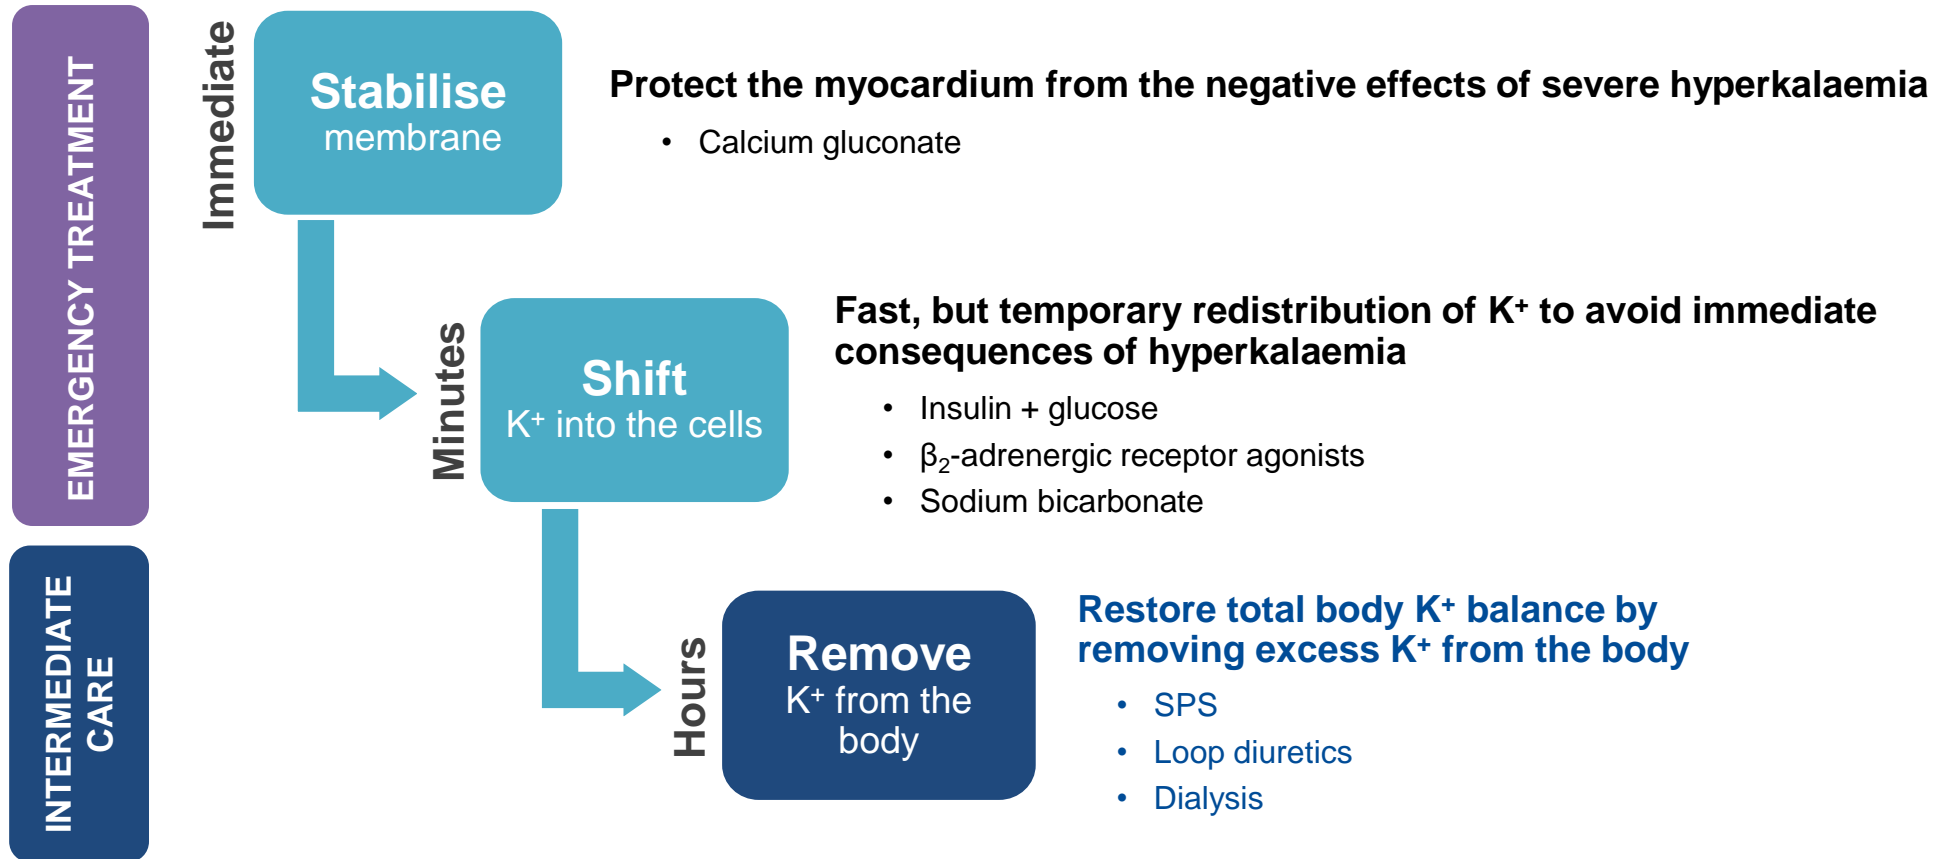 EMERGENCY TREATMENT
Immediate
Stabilise
membrane
Protect the myocardium from the negative effects of severe hyperkalaemia
• Calcium gluconate
Minutes
Shift
K⁺ into the cells
Fast, but temporary redistribution of K⁺ to avoid immediate
consequences of hyperkalaemia
• Insulin + glucose
• β₂-adrenergic receptor agonists
• Sodium bicarbonate
INTERMEDIATE
CARE
Hours
Remove
K⁺ from the
body
Restore total body K⁺ balance by
removing excess K⁺ from the body
• SPS
• Loop diuretics
• Dialysis